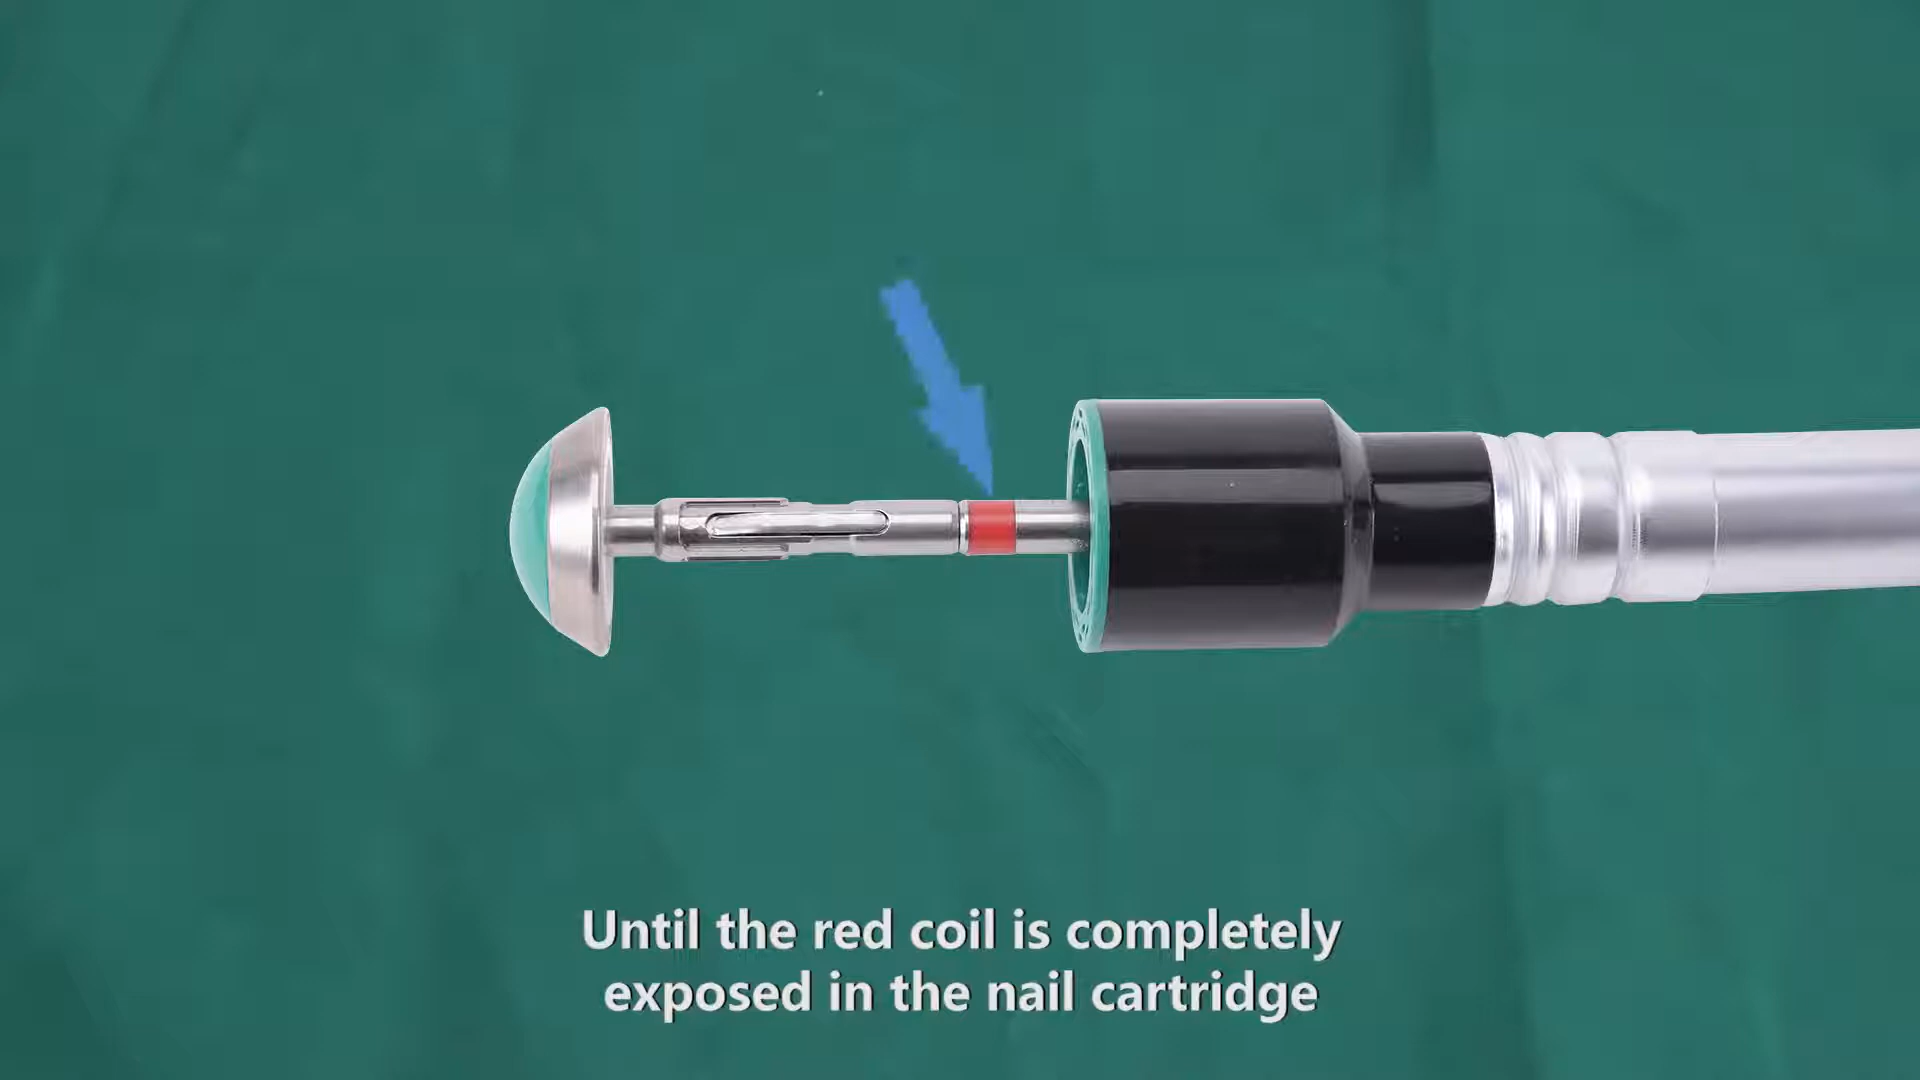 Until the red coil is completely
exposed in the nail cartridge